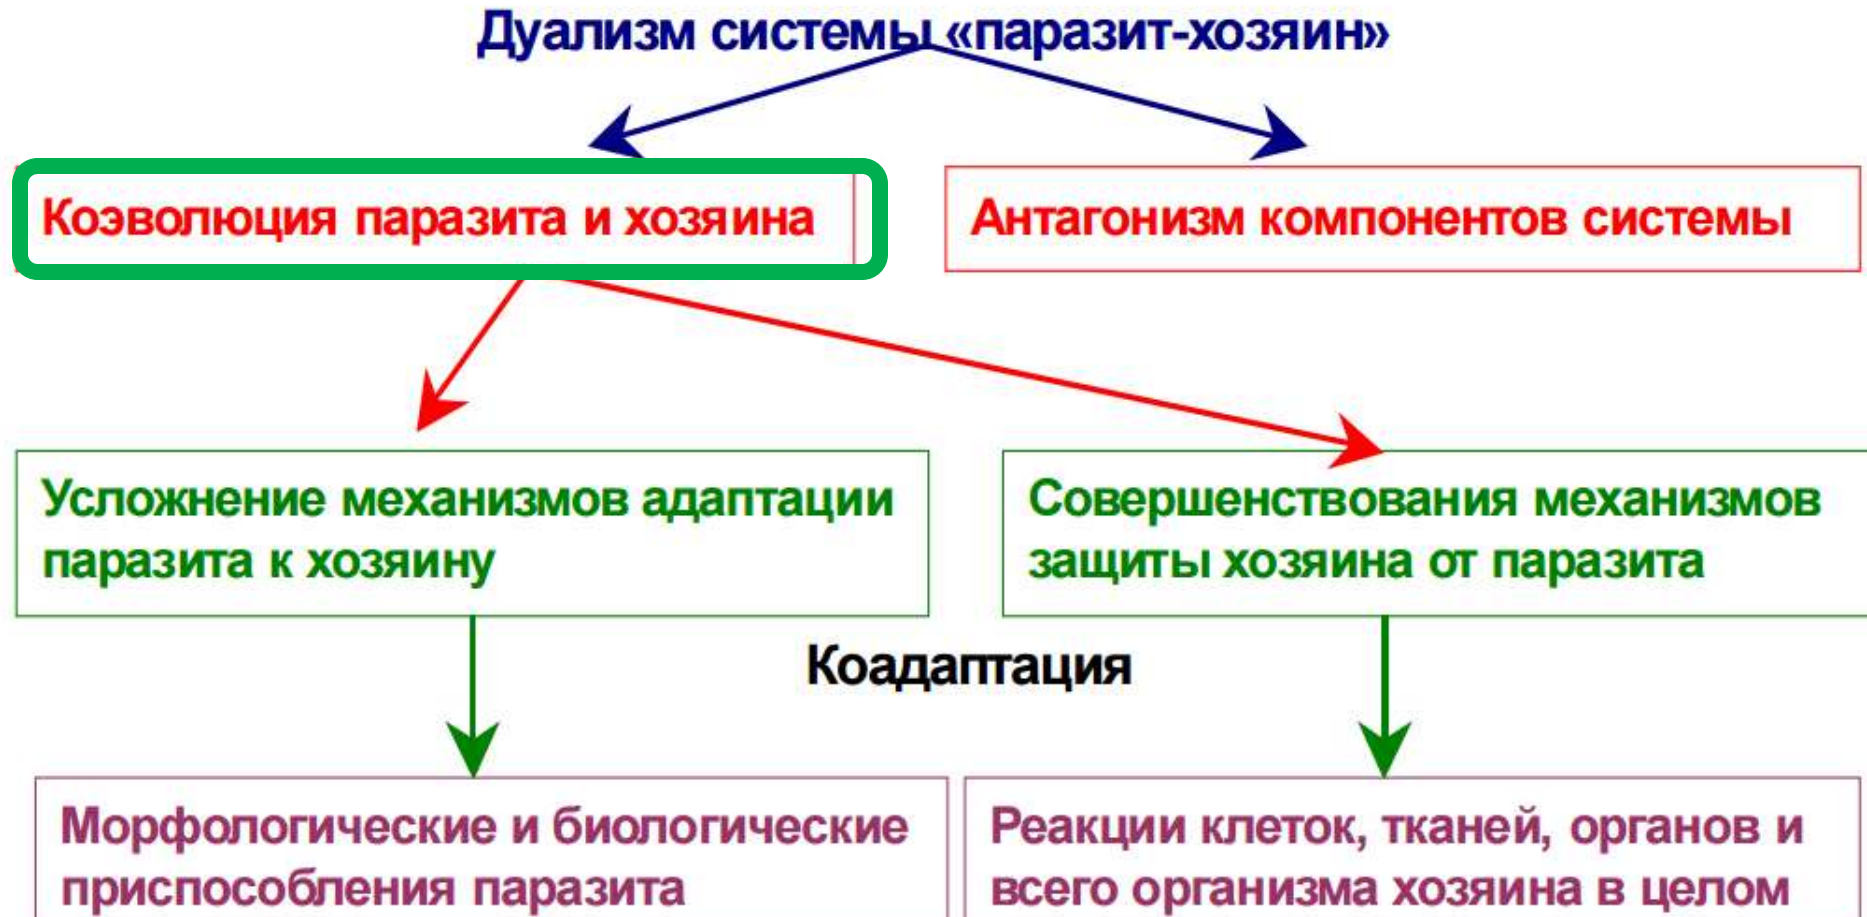 Дуализм системы «паразит-хозяин»
Коэволюция паразита и хозяина
Антагонизм компонентов системы
Усложнение механизмов адаптации
паразита к хозяину
Совершенствования механизмов
защиты хозяина от паразита
Коадаптация
Морфологические и биологические
приспособления паразита
Реакции клеток, тканей, органов и
всего организма хозяина в целом